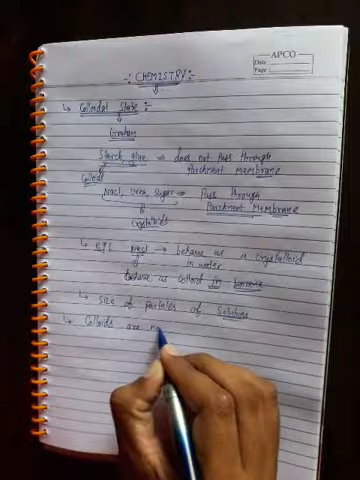 APCO
Date :
Page :
-: CHEMISTRY :-
↳ Colloidal State :-
Graham
Starch, glue ⇒ does not Pass through
Parchment Membrane
Colloids
Nacl, urea, sugar ⇒ Pass through
Parchment Membrane
Crystalloids
↳ Nacl → behave as a crystalloid
in water
behave as colloid in benzene
↳ size of particles of Solution
↳ Colloids are no